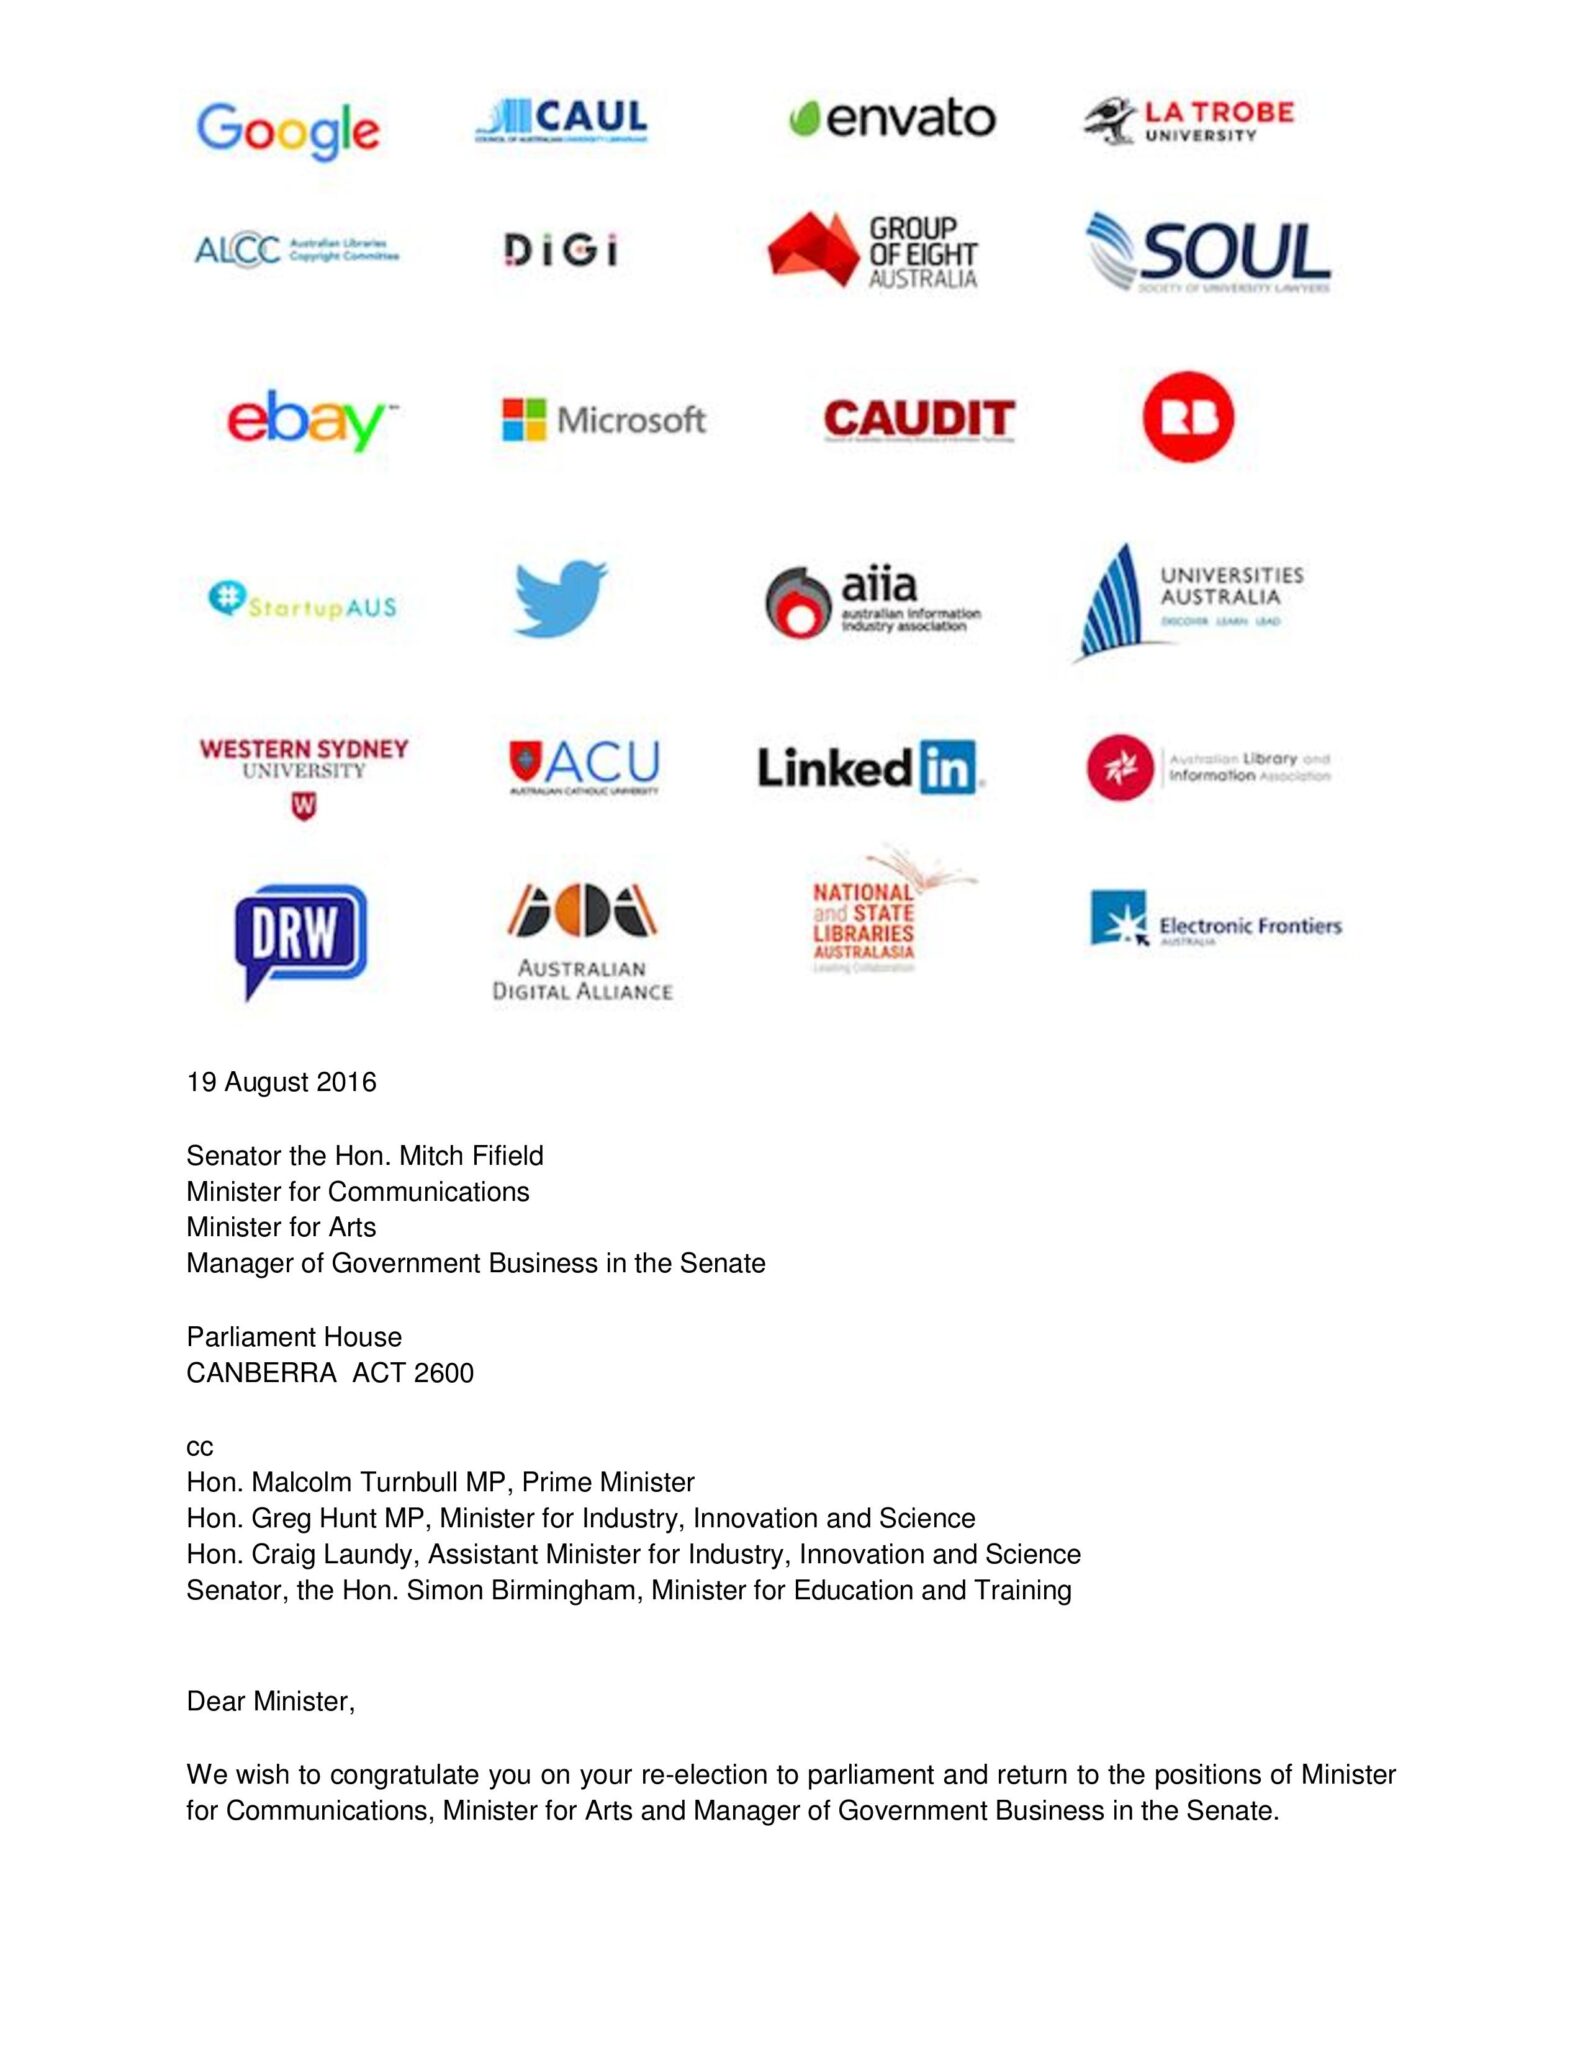 Google
CAUL
COUNCIL OF AUSTRALIAN UNIVERSITY LIBRARIANS
envato
LA TROBE
UNIVERSITY
ALCC Australian Libraries
Copyright Committee
DiGi
GROUP
OF EIGHT
AUSTRALIA
SOUL
SOCIETY OF UNIVERSITY LAWYERS
ebay
Microsoft
CAUDIT
RB
#StartupAUS
aiia
australian information
industry association
UNIVERSITIES
AUSTRALIA
DISCOVER LEARN LEAD
WESTERN SYDNEY
UNIVERSITY
W
ACU
AUSTRALIAN CATHOLIC UNIVERSITY
Linked in
Australian Library and
Information Association
DRW
AUSTRALIAN
DIGITAL ALLIANCE
NATIONAL
and STATE
LIBRARIES
AUSTRALASIA
Leading Collaboration
Electronic Frontiers
AUSTRALIA
19 August 2016
Senator the Hon. Mitch Fifield
Minister for Communications
Minister for Arts
Manager of Government Business in the Senate
Parliament House
CANBERRA  ACT 2600
cc
Hon. Malcolm Turnbull MP, Prime Minister
Hon. Greg Hunt MP, Minister for Industry, Innovation and Science
Hon. Craig Laundy, Assistant Minister for Industry, Innovation and Science
Senator, the Hon. Simon Birmingham, Minister for Education and Training
Dear Minister,
We wish to congratulate you on your re-election to parliament and return to the positions of Minister
for Communications, Minister for Arts and Manager of Government Business in the Senate.